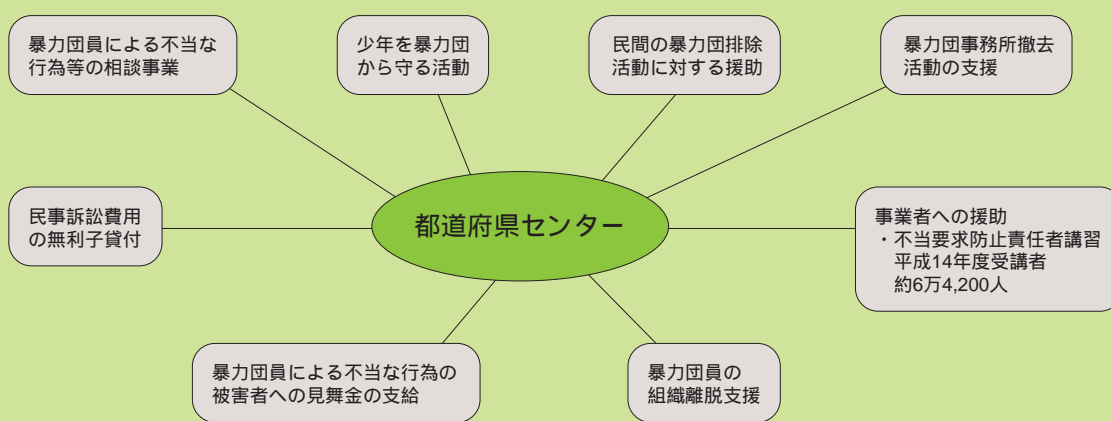 暴力団員による不当な
行為等の相談事業
少年を暴力団
から守る活動
民間の暴力団排除
活動に対する援助
暴力団事務所撤去
活動の支援
民事訴訟費用
の無利子貸付
都道府県センター
事業者への援助
・不当要求防止責任者講習
平成14年度受講者
約6万4,200人
暴力団員による不当な行為の
被害者への見舞金の支給
暴力団員の
組織離脱支援